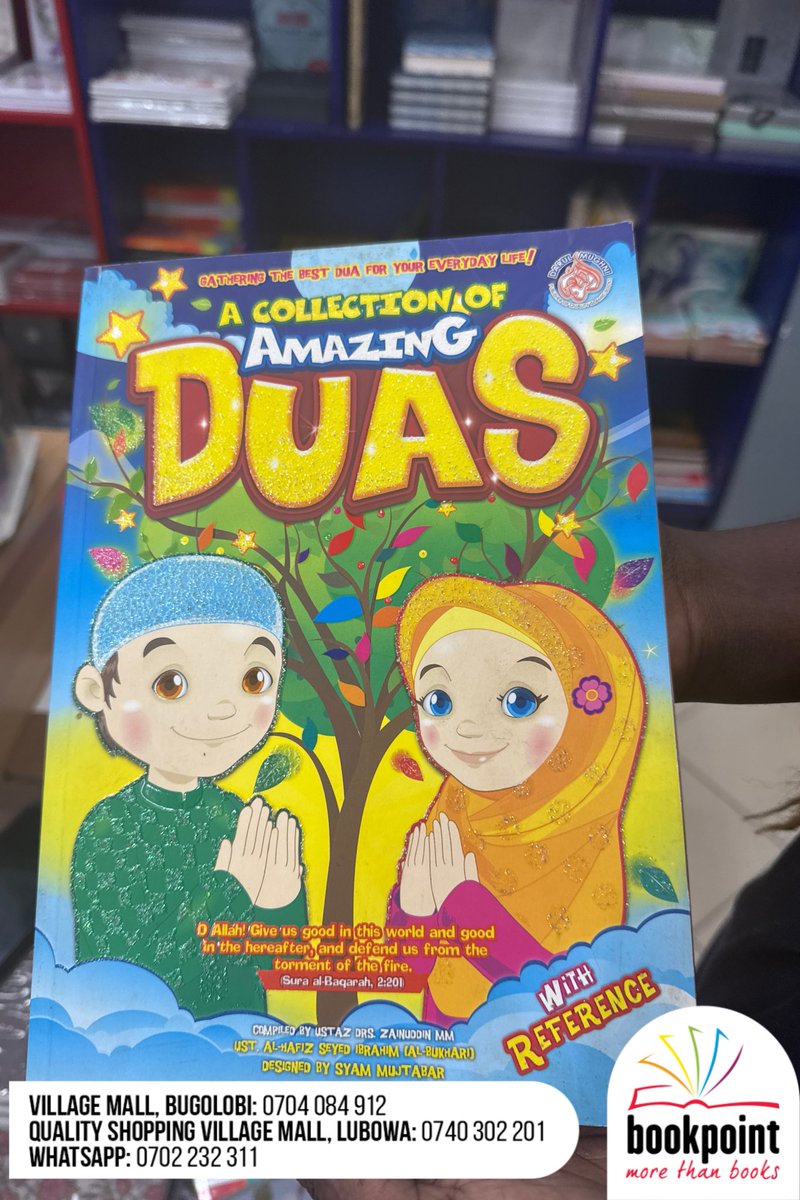 GATHERING THE BEST DUA FOR YOUR EVERYDAY LIFE!
A COLLECTION OF
AMAZING
DUAS
DARUL MUGHNI
O Allah! Give us good in this world and good
in the hereafter, and defend us from the
torment of the fire.
(Sura al-Baqarah, 2:201)
WITH
REFERENCE
COMPILED BY USTAZ DRS. ZAINUDDIN MM
UST. AL-HAFIZ SEYED IBRAHIM (AL-BUKHARI)
DESIGNED BY SYAM MUJTABAR
VILLAGE MALL, BUGOLOBI: 0704 084 912
QUALITY SHOPPING VILLAGE MALL, LUBOWA: 0740 302 201
WHATSAPP: 0702 232 311
bookpoint
more than books